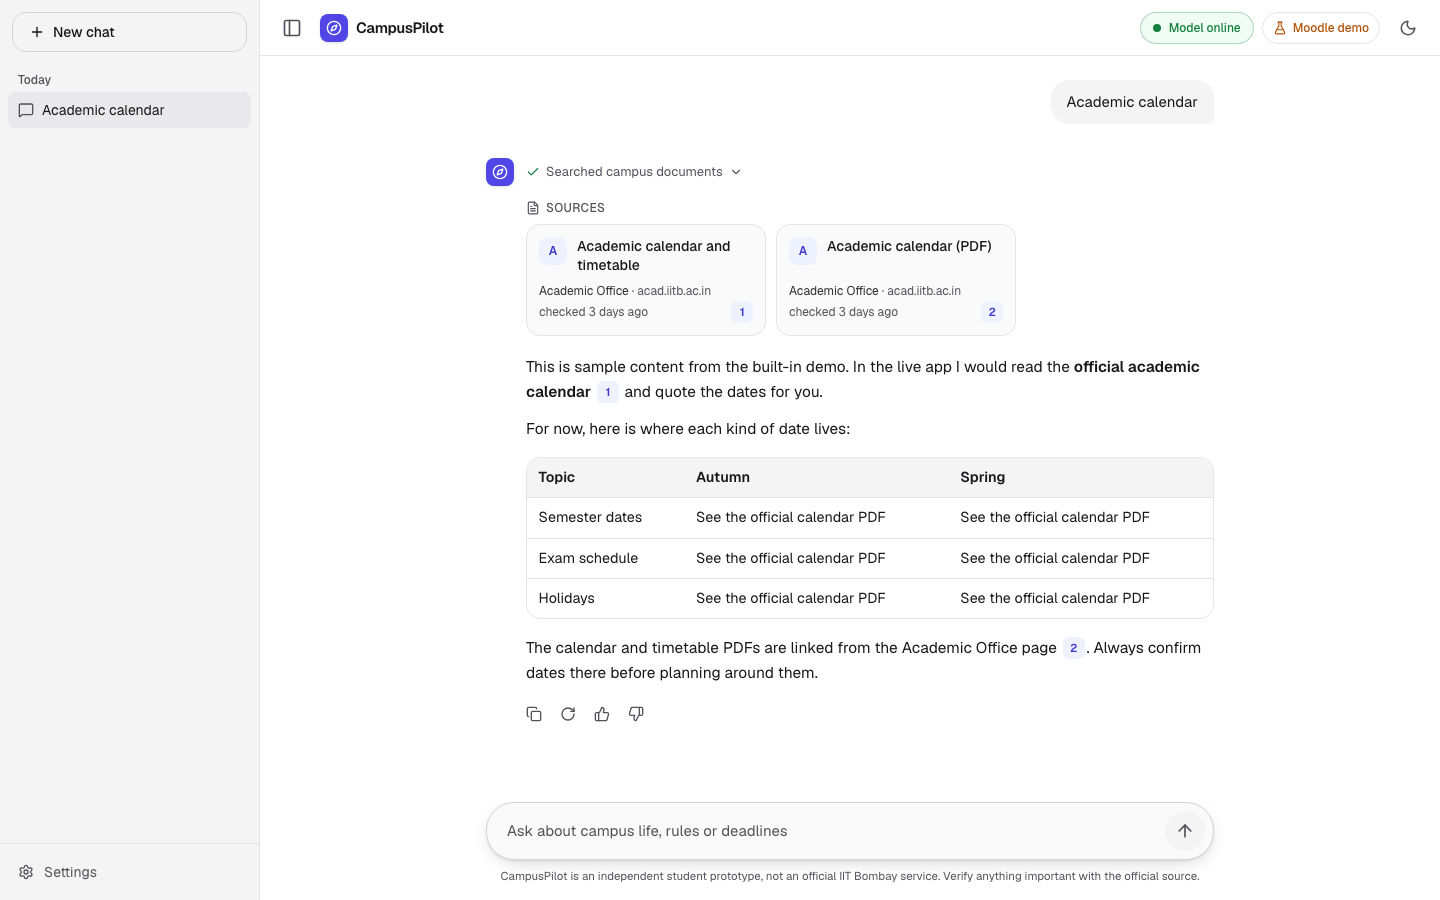 New chat
Today
Academic calendar
Settings
CampusPilot
Model online
Moodle demo
Academic calendar
Searched campus documents
SOURCES
A
Academic calendar and
timetable
Academic Office · acad.iitb.ac.in
checked 3 days ago
1
A
Academic calendar (PDF)
Academic Office · acad.iitb.ac.in
checked 3 days ago
2
This is sample content from the built-in demo. In the live app I would read the official academic
calendar 1 and quote the dates for you.
For now, here is where each kind of date lives:
Topic Autumn Spring
Semester dates See the official calendar PDF See the official calendar PDF
Exam schedule See the official calendar PDF See the official calendar PDF
Holidays See the official calendar PDF See the official calendar PDF
The calendar and timetable PDFs are linked from the Academic Office page 2. Always confirm
dates there before planning around them.
Ask about campus life, rules or deadlines
CampusPilot is an independent student prototype, not an official IIT Bombay service. Verify anything important with the official source.